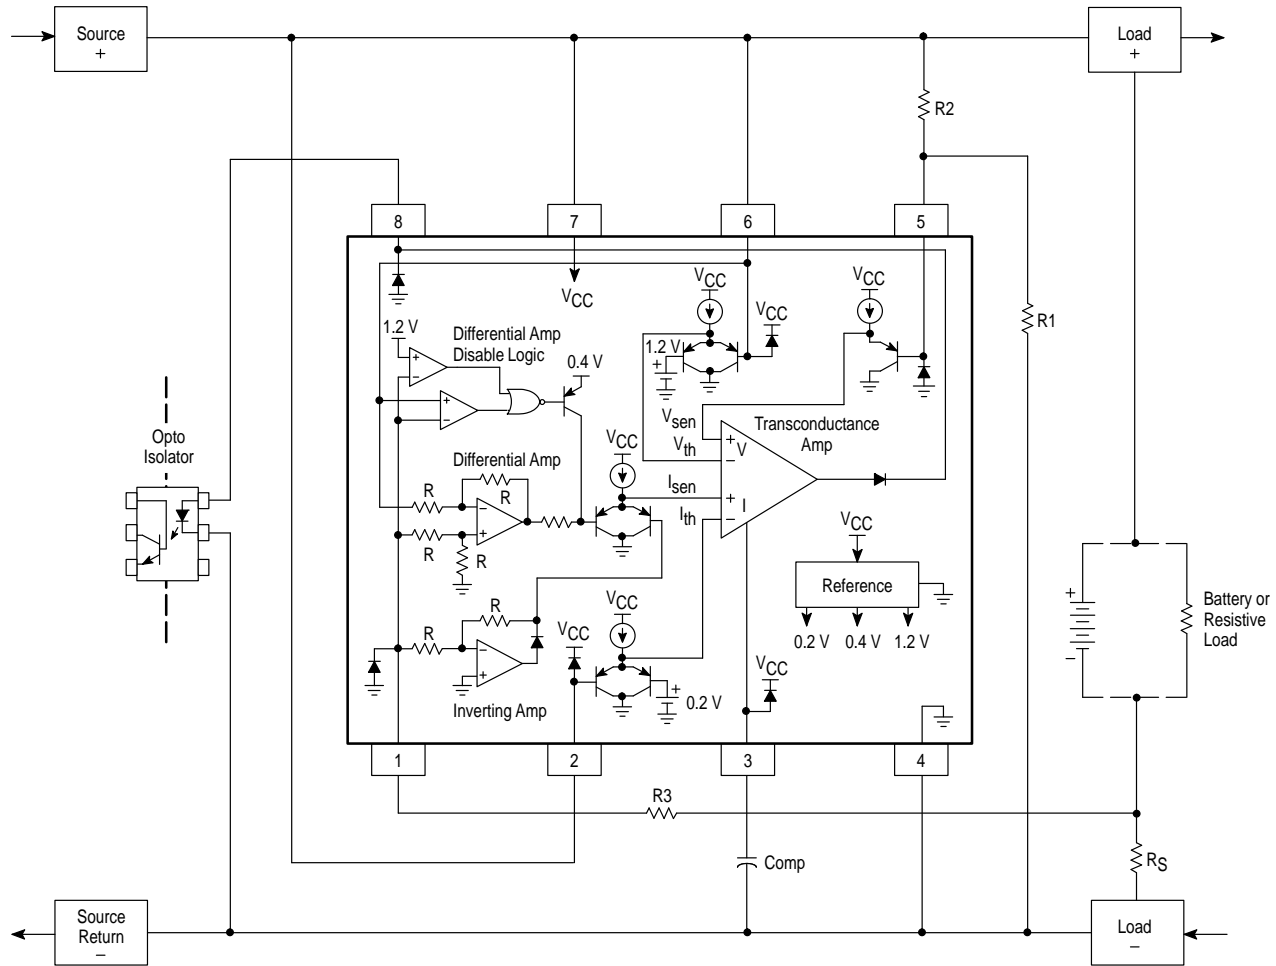 Source
+
Load
+
R2
8
7
6
5
VCC
VCC
VCC
VCC
R1
1.2 V
Differential Amp
Disable Logic
0.4 V
1.2 V
+
+
−
+
Vsen
Vth
Transconductance
Amp
+
V
−
Isen
Ith
+
I
−
Opto
Isolator
Differential Amp
VCC
R
R
−
+
R
R
VCC
Reference
0.2 V
0.4 V
1.2 V
+
−
Battery or
Resistive
Load
R
R
−
+
Inverting Amp
VCC
VCC
+
0.2 V
VCC
1
2
3
4
R3
Comp
RS
Source
Return
−
Load
−